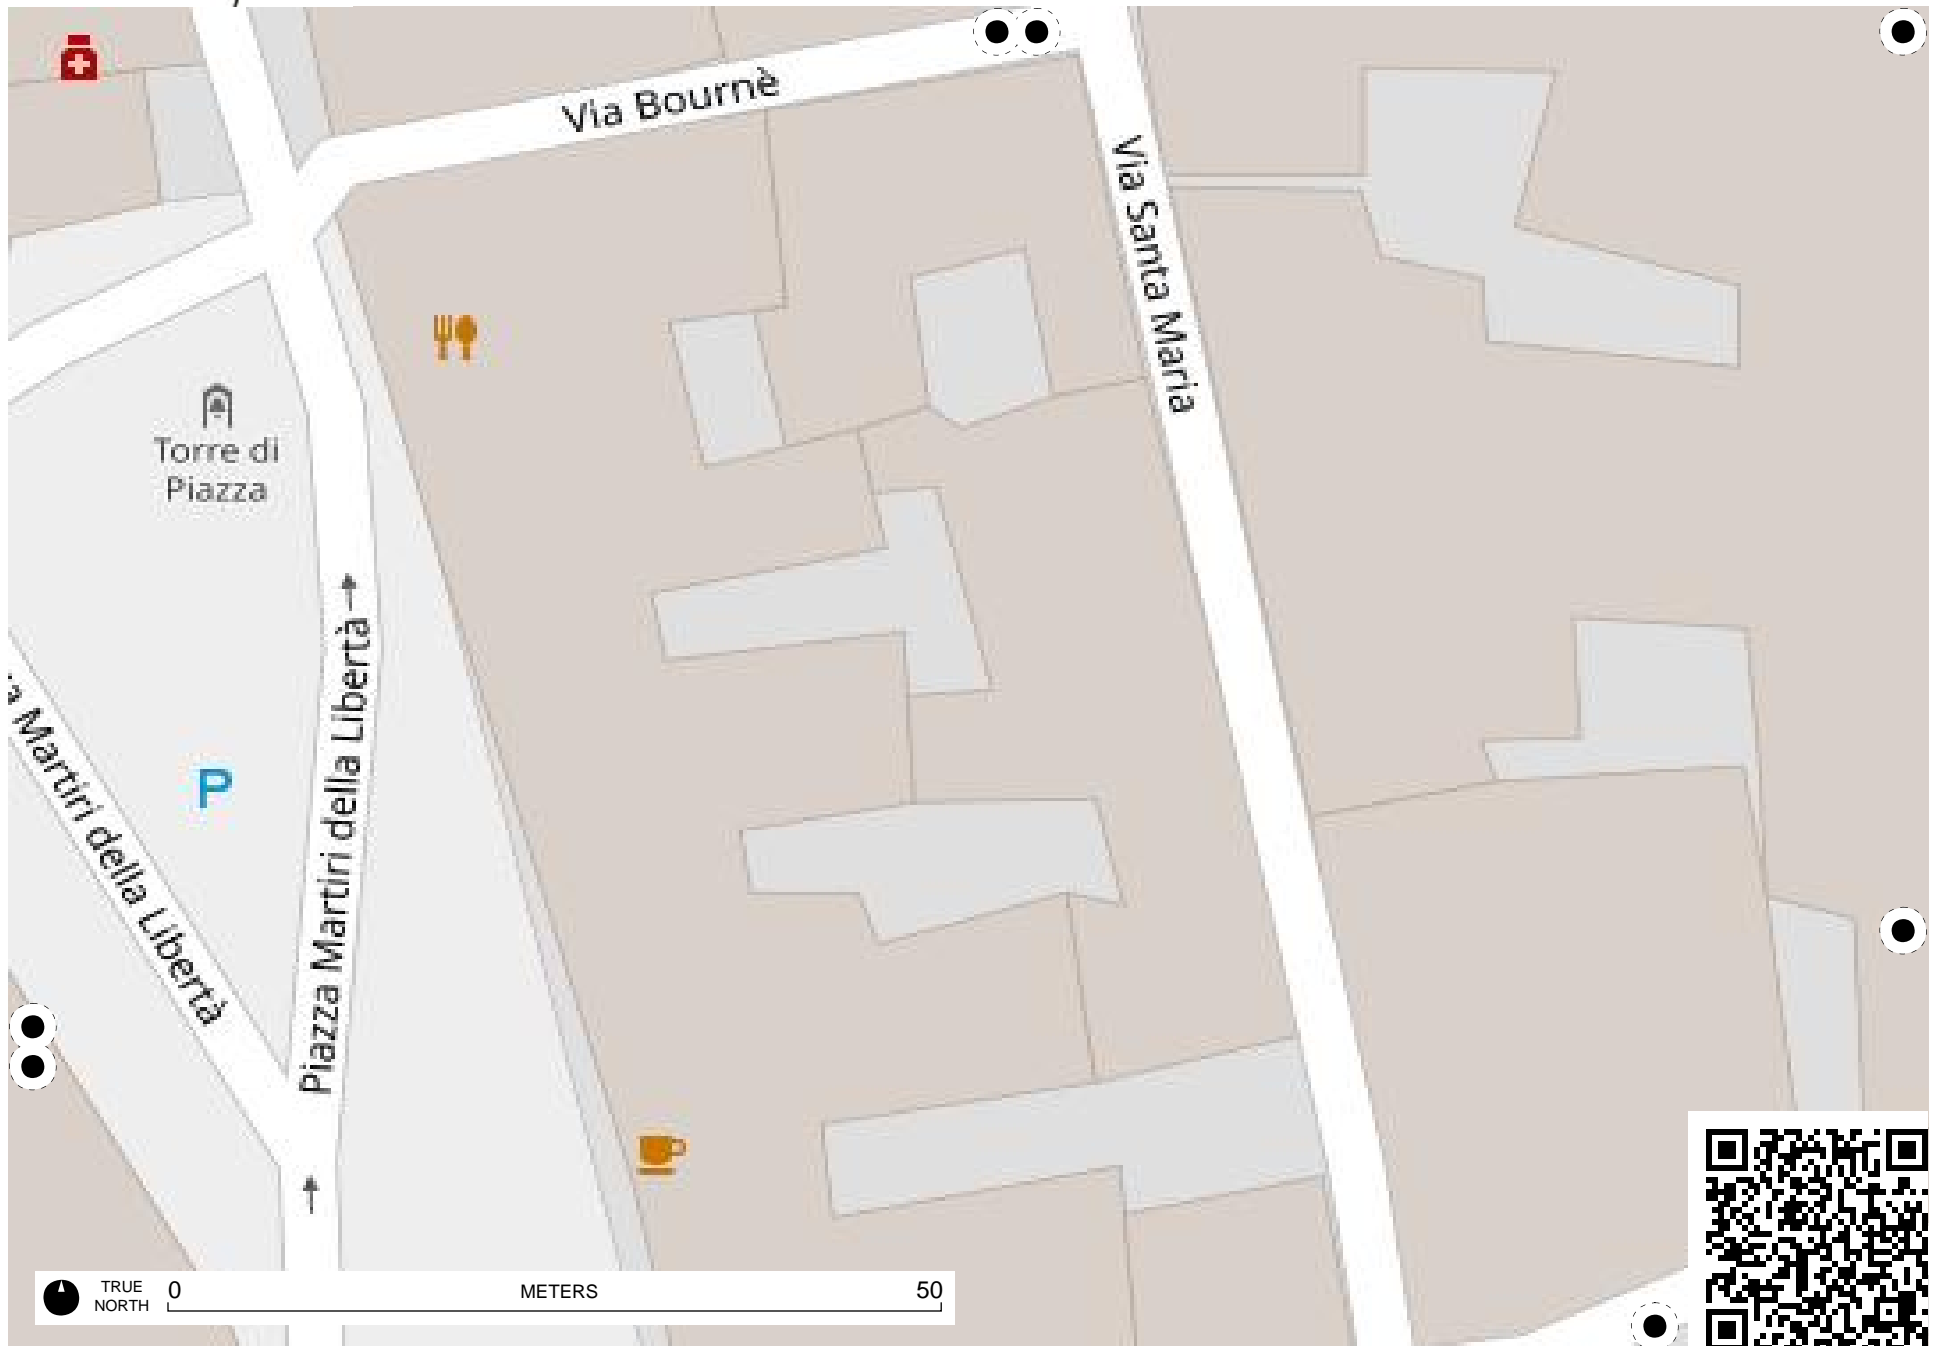 Via Bournè
Via Santa Maria
Torre di
Piazza
Martiri della Libertà
P
Piazza Martiri della Libertà
TRUE
NORTH
0
METERS
50